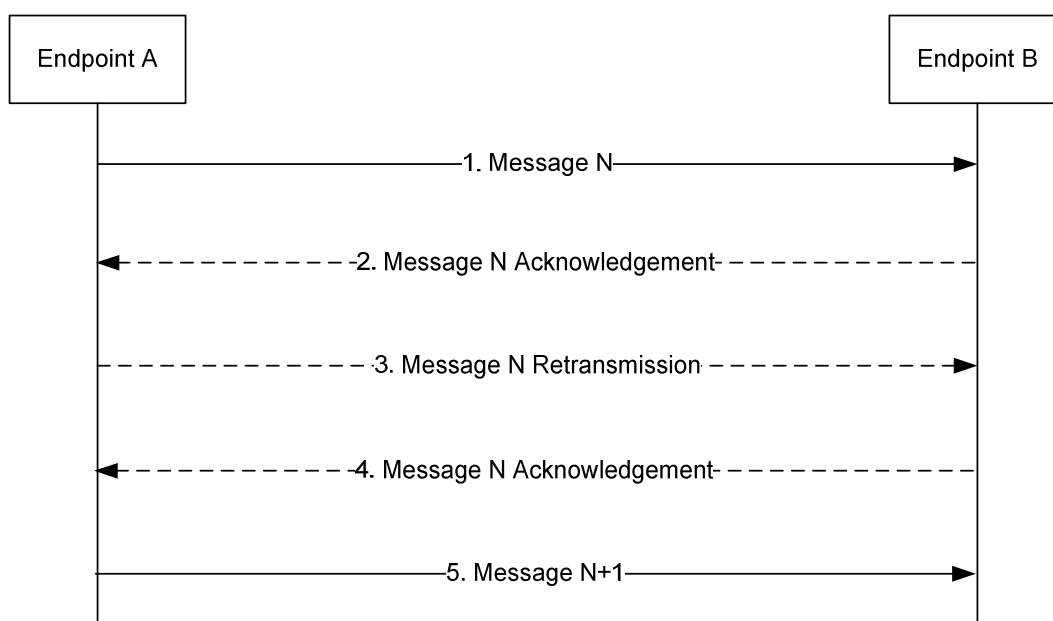 Endpoint A
Endpoint B
1. Message N
2. Message N Acknowledgement
3. Message N Retransmission
4. Message N Acknowledgement
5. Message N+1